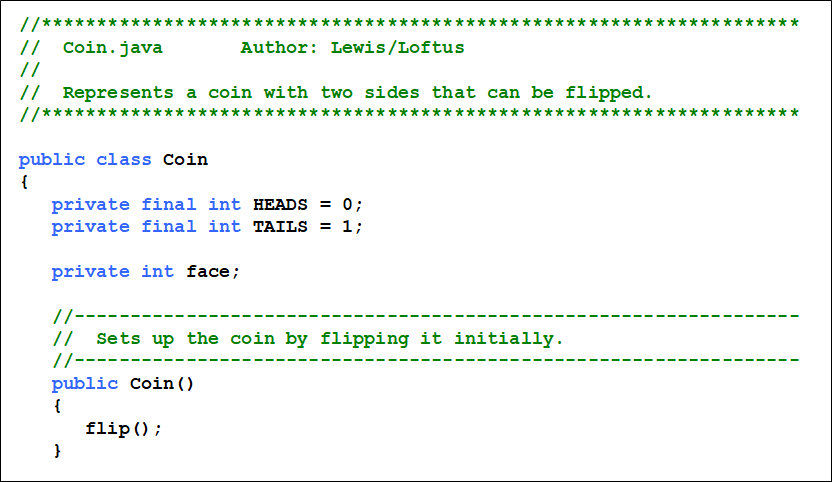 //********************************************************************
//  Coin.java       Author: Lewis/Loftus
//
//  Represents a coin with two sides that can be flipped.
//********************************************************************
public class Coin
{
   private final int HEADS = 0;
   private final int TAILS = 1;
   private int face;
   //-----------------------------------------------------------------
   //  Sets up the coin by flipping it initially.
   //-----------------------------------------------------------------
   public Coin()
   {
      flip();
   }